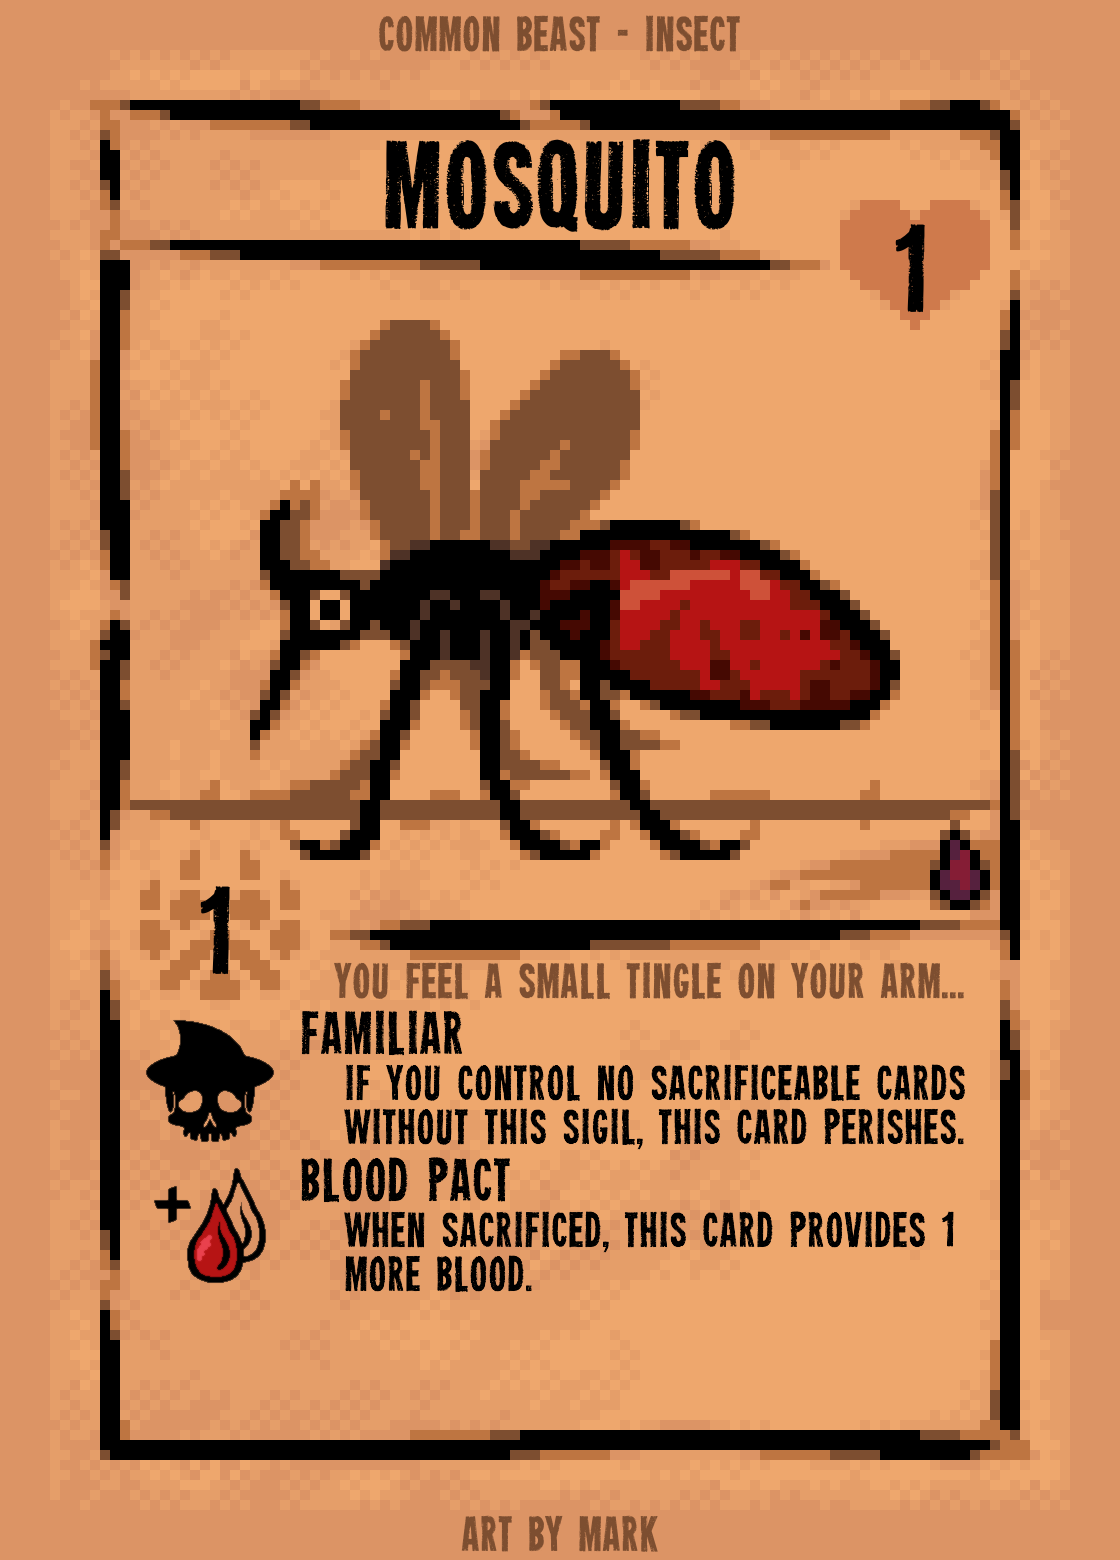 COMMON BEAST - INSECT
MOSQUITO
1
1
YOU FEEL A SMALL TINGLE ON YOUR ARM...
FAMILIAR
IF YOU CONTROL NO SACRIFICEABLE CARDS
WITHOUT THIS SIGIL, THIS CARD PERISHES.
+
BLOOD PACT
WHEN SACRIFICED, THIS CARD PROVIDES 1
MORE BLOOD.
ART BY MARK